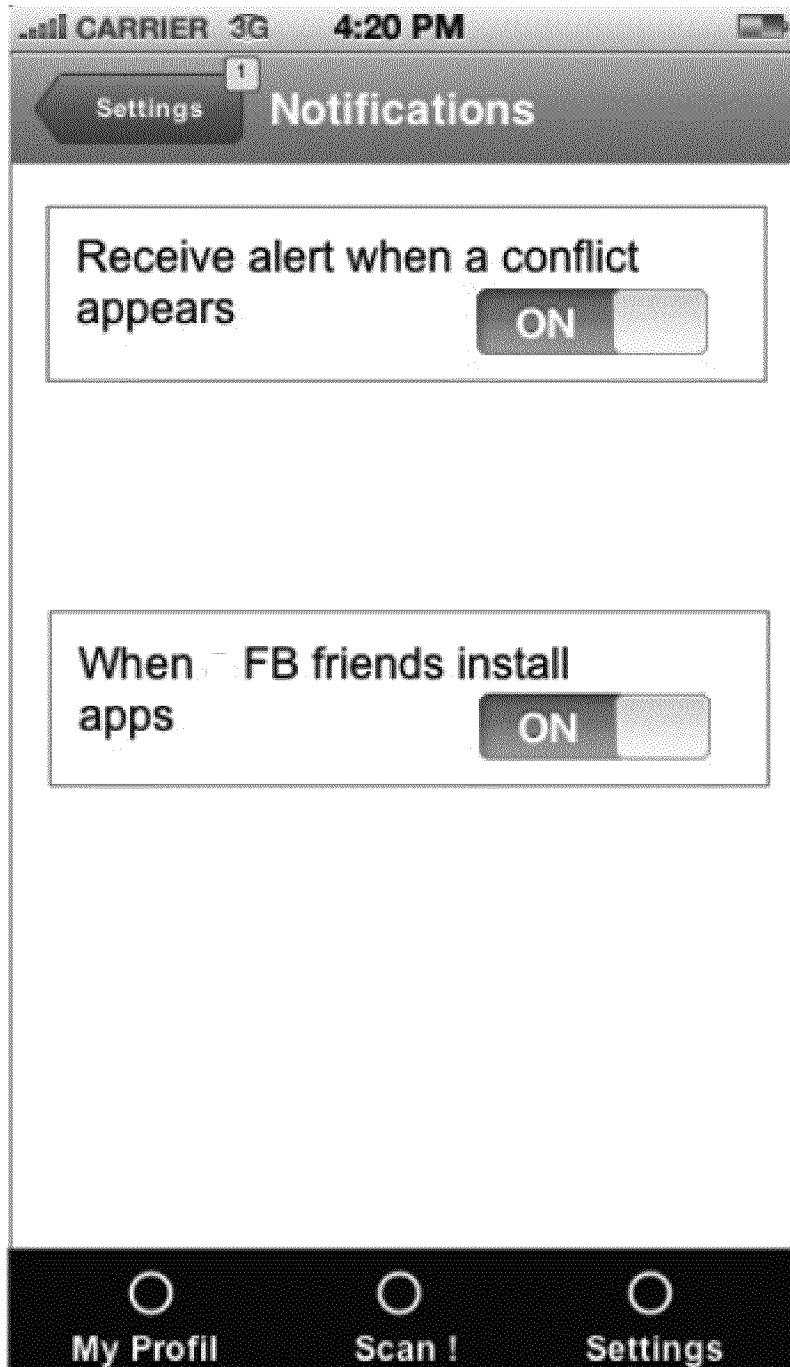 CARRIER 3G 4:20 PM
1
Settings Notifications
Receive alert when a conflict
appears
ON
When FB friends install
apps
ON
My Profil Scan ! Settings